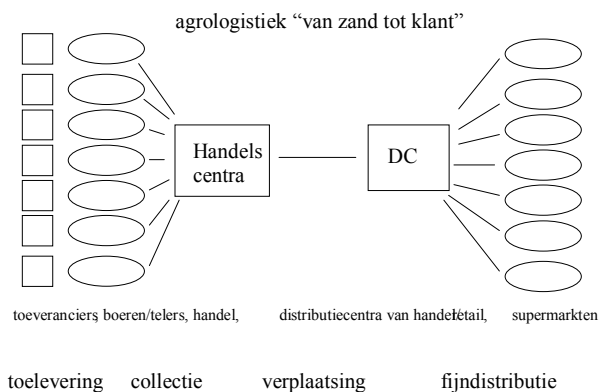 agrologistiek “van zand tot klant”
Handels
centra
DC
toeveranciers, boeren/telers, handel, distributiecentra van handel/retail, supermarkten
toelevering collectie verplaatsing fijndistributie